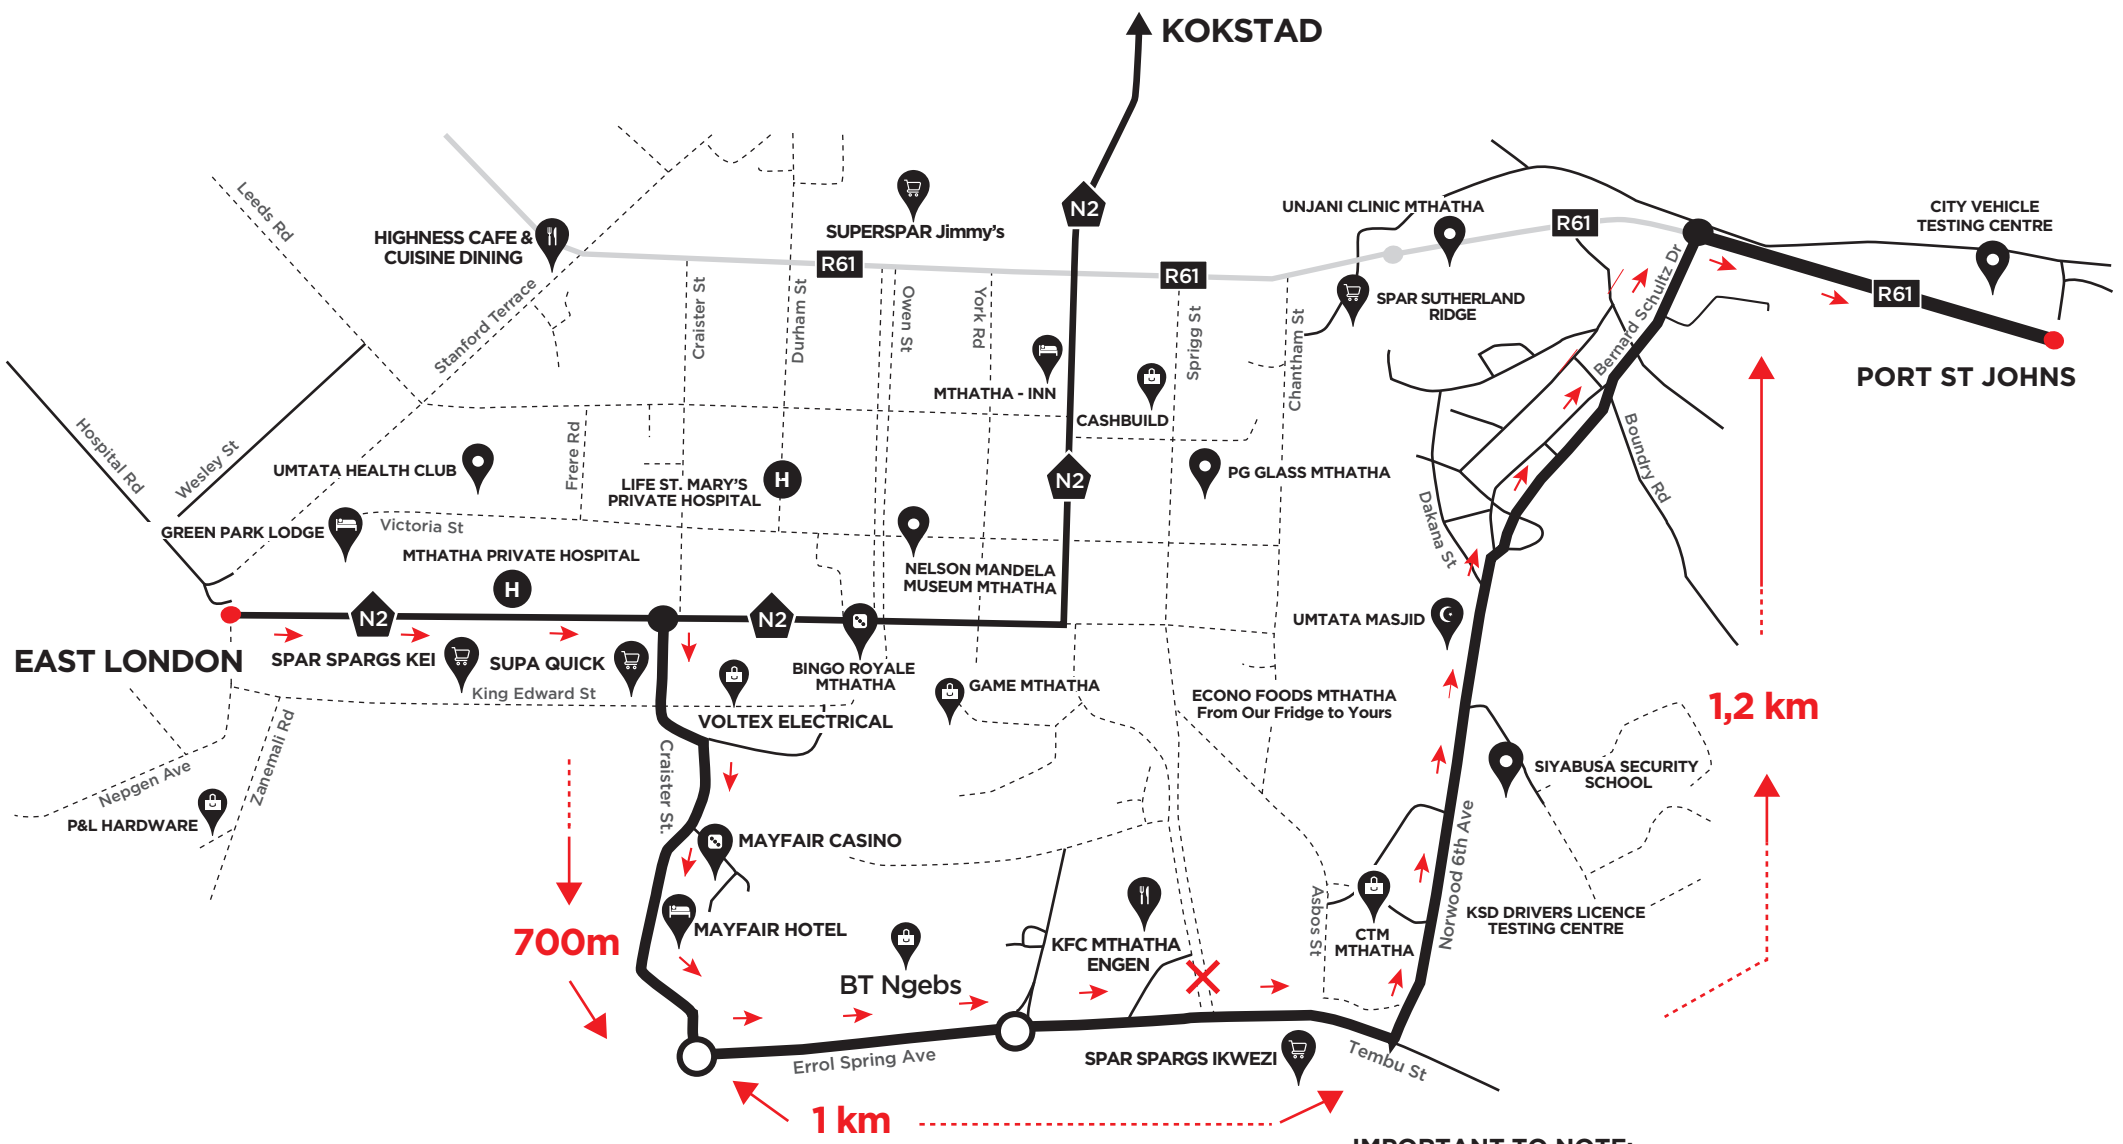 KOKSTAD
Leeds Rd
HIGHNESS CAFE &
CUISINE DINING
SUPERSPAR Jimmy's
N2
UNJANI CLINIC MTHATHA
R61
CITY VEHICLE
TESTING CENTRE
R61
R61
Stanford Terrace
Craister St
Durham St
Owen St
York Rd
Sprigg St
Chantham St
SPAR SUTHERLAND
RIDGE
Bernard Schultz Dr
R61
PORT ST JOHNS
MTHATHA - INN
CASHBUILD
Hospital Rd
Wesley St
UMTATA HEALTH CLUB
Frere Rd
LIFE ST. MARY'S
PRIVATE HOSPITAL
H
N2
PG GLASS MTHATHA
Boundry Rd
Dakana St
GREEN PARK LODGE
Victoria St
MTHATHA PRIVATE HOSPITAL
H
NELSON MANDELA
MUSEUM MTHATHA
N2
N2
UMTATA MASJID
EAST LONDON
SPAR SPARGS KEI
SUPA QUICK
King Edward St
BINGO ROYALE
MTHATHA
GAME MTHATHA
VOLTEX ELECTRICAL
ECONO FOODS MTHATHA
From Our Fridge to Yours
1,2 km
Nepgen Ave
Zanemali Rd
P&L HARDWARE
Craister St.
SIYABUSA SECURITY
SCHOOL
MAYFAIR CASINO
Norwood 6th Ave
Asbos St
700m
MAYFAIR HOTEL
BT Ngebs
KFC MTHATHA
ENGEN
CTM
MTHATHA
KSD DRIVERS LICENCE
TESTING CENTRE
Errol Spring Ave
SPAR SPARGS IKWEZI
Tembu St
1 km
IMPORTANT TO NOTE: